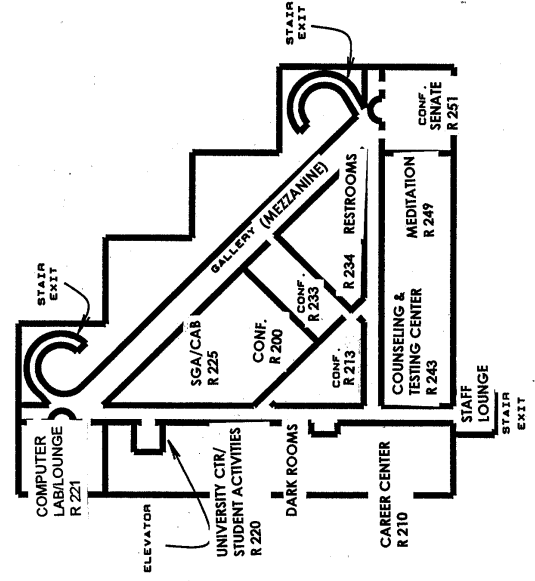 STAIR
EXIT
CONF.
SENATE
R 251
GALLERY (MEZZANINE)
RESTROOMS
MEDITATION
R 249
STAIR
EXIT
CONF.
R 233
R 234
SGA/CAB
R 225
CONF.
R 200
CONF.
R 213
COUNSELING &
TESTING CENTER
R 243
COMPUTER
LAB/LOUNGE
R 221
STAFF
LOUNGE
STAIR
EXIT
ELEVATOR
UNIVERSITY CTR/
STUDENT ACTIVITIES
R 220
DARK ROOMS
CAREER CENTER
R 210